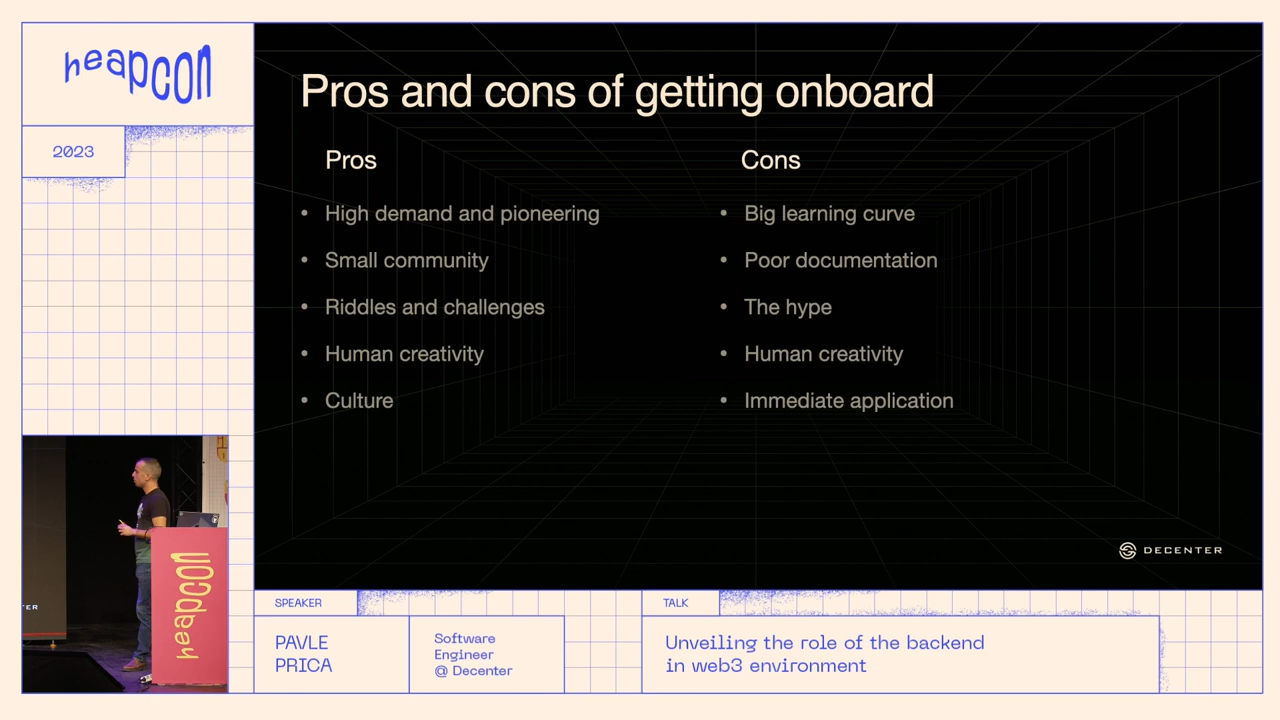 heapcon
2023
Pros and cons of getting onboard
Pros
• High demand and pioneering
• Small community
• Riddles and challenges
• Human creativity
• Culture
Cons
• Big learning curve
• Poor documentation
• The hype
• Human creativity
• Immediate application
DECENTER
TER
heapcon
SPEAKER
PAVLE
PRICA
Software
Engineer
@ Decenter
TALK
Unveiling the role of the backend
in web3 environment